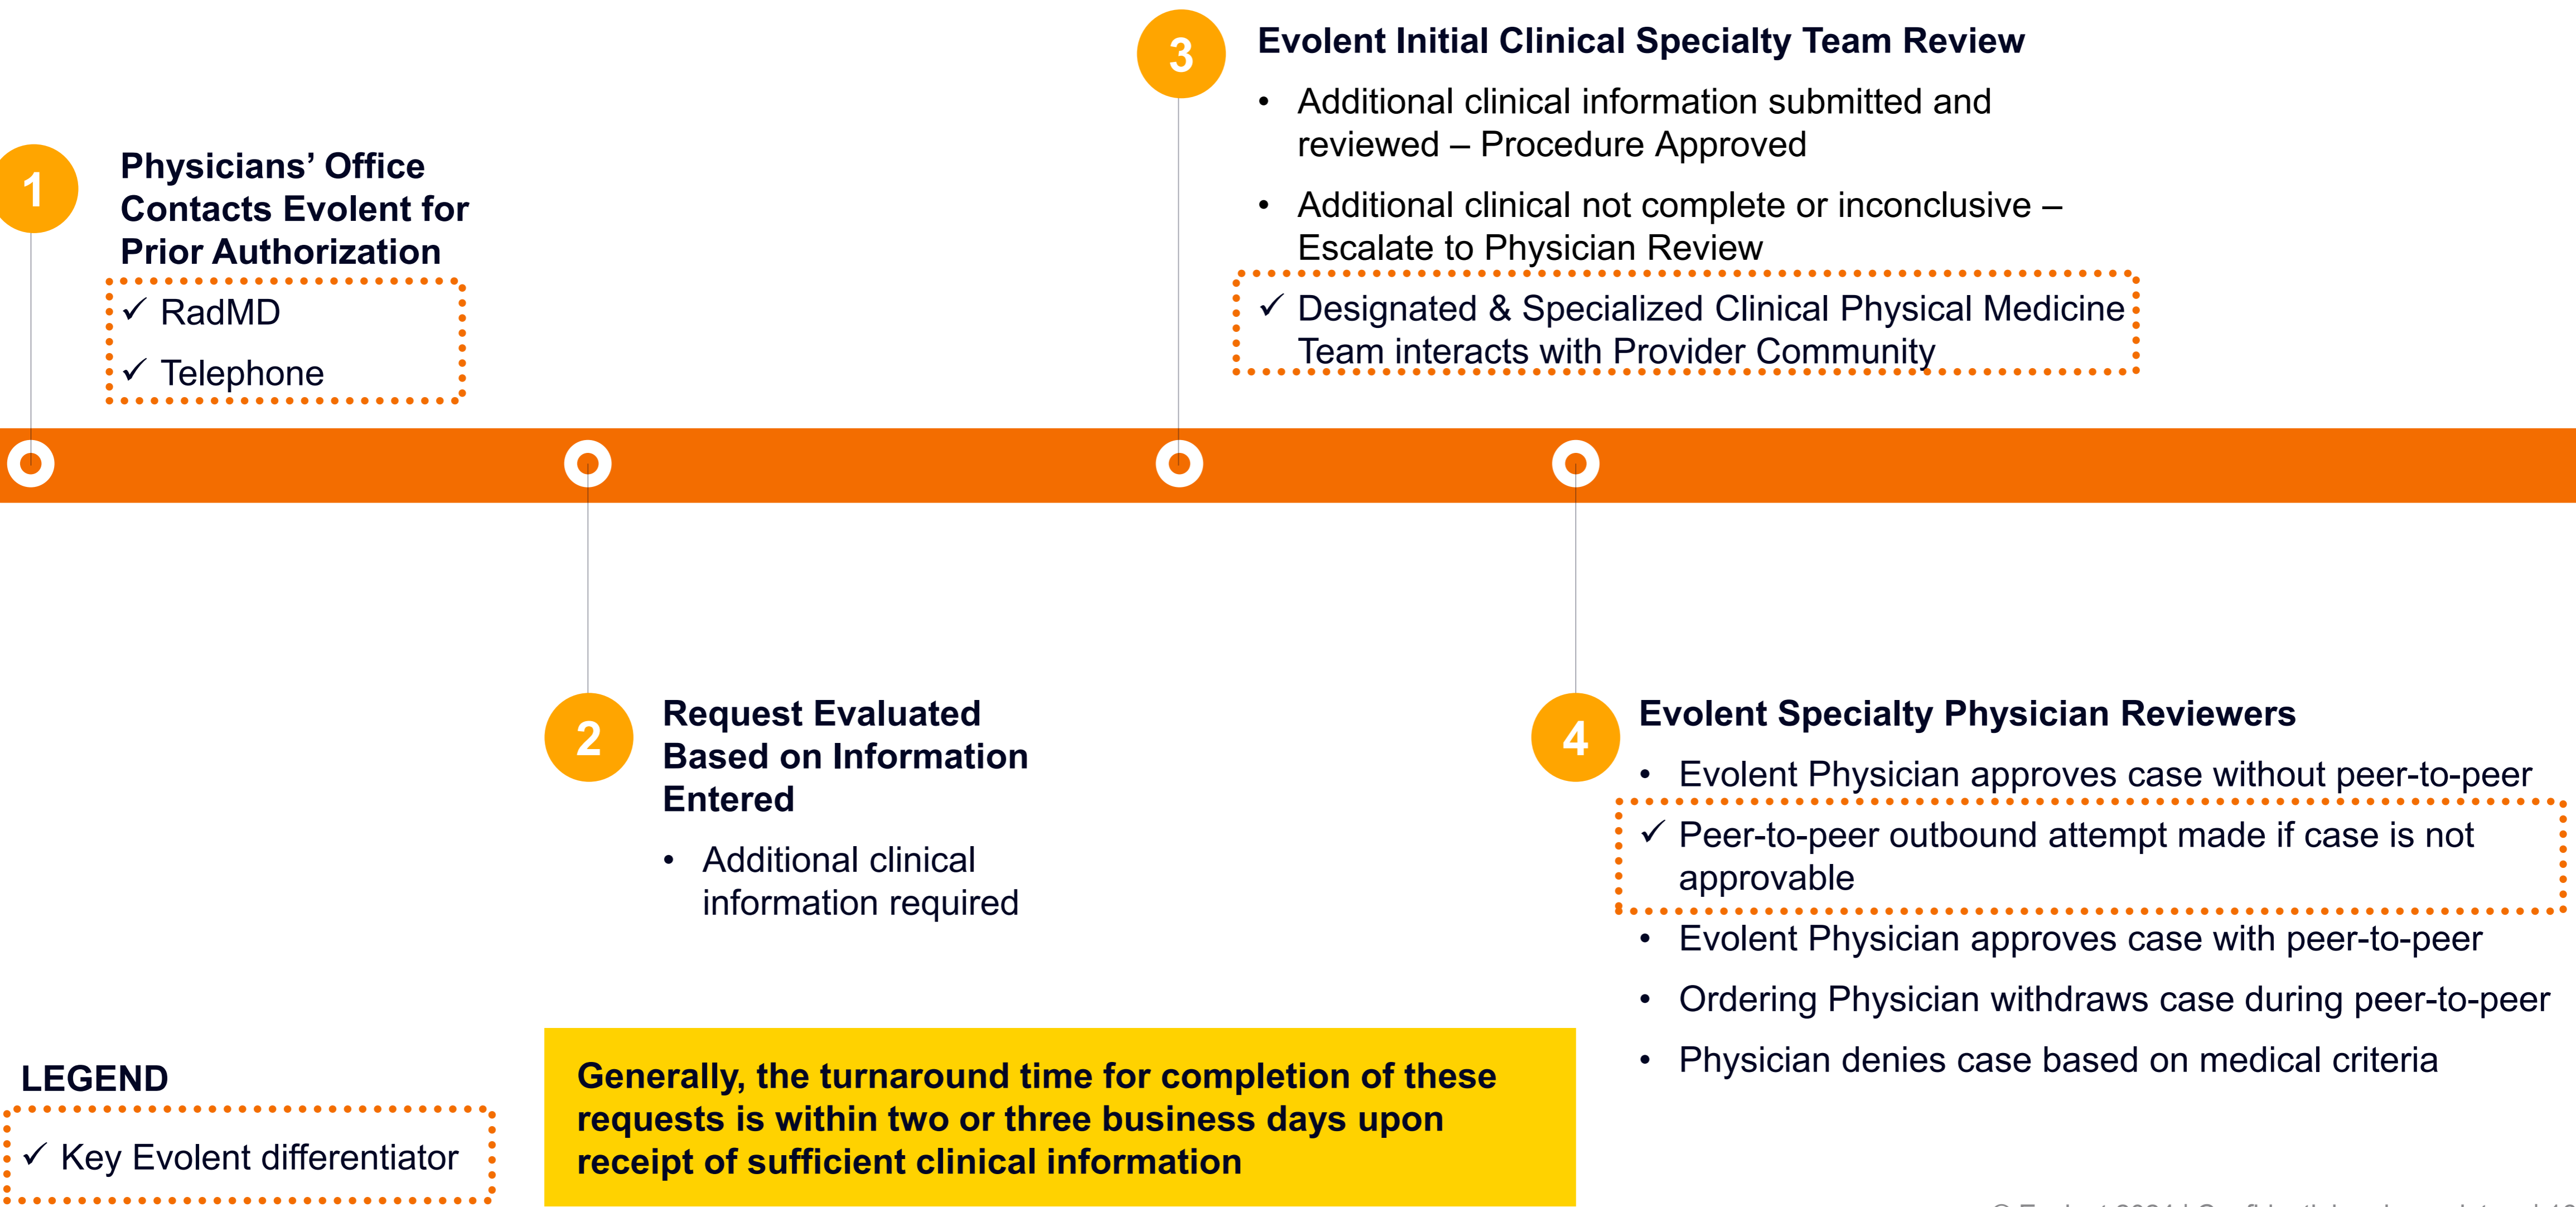 1
Physicians’ Office
Contacts Evolent for
Prior Authorization
✓ RadMD
✓ Telephone
2
Request Evaluated
Based on Information
Entered
• Additional clinical
information required
3
Evolent Initial Clinical Specialty Team Review
• Additional clinical information submitted and
reviewed – Procedure Approved
• Additional clinical not complete or inconclusive –
Escalate to Physician Review
✓ Designated & Specialized Clinical Physical Medicine
Team interacts with Provider Community
4
Evolent Specialty Physician Reviewers
• Evolent Physician approves case without peer-to-peer
✓ Peer-to-peer outbound attempt made if case is not
approvable
• Evolent Physician approves case with peer-to-peer
• Ordering Physician withdraws case during peer-to-peer
• Physician denies case based on medical criteria
LEGEND
✓ Key Evolent differentiator
Generally, the turnaround time for completion of these
requests is within two or three business days upon
receipt of sufficient clinical information